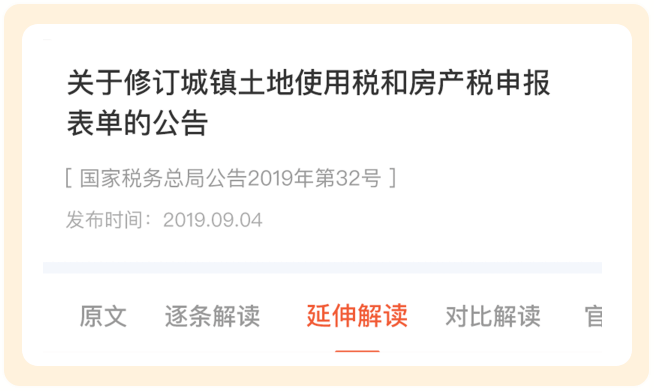 关于修订城镇土地使用税和房产税申报
表单的公告
[ 国家税务总局公告2019年第32号 ]
发布时间：2019.09.04
原文 逐条解读 延伸解读 对比解读 官